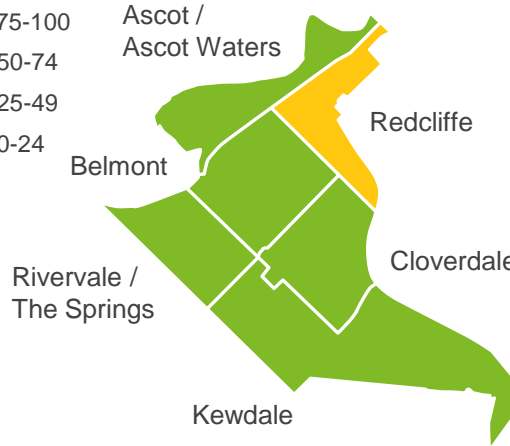 75-100
50-74
25-49
0-24
Ascot /
Ascot Waters
Redcliffe
Belmont
Cloverdale
Rivervale /
The Springs
Kewdale